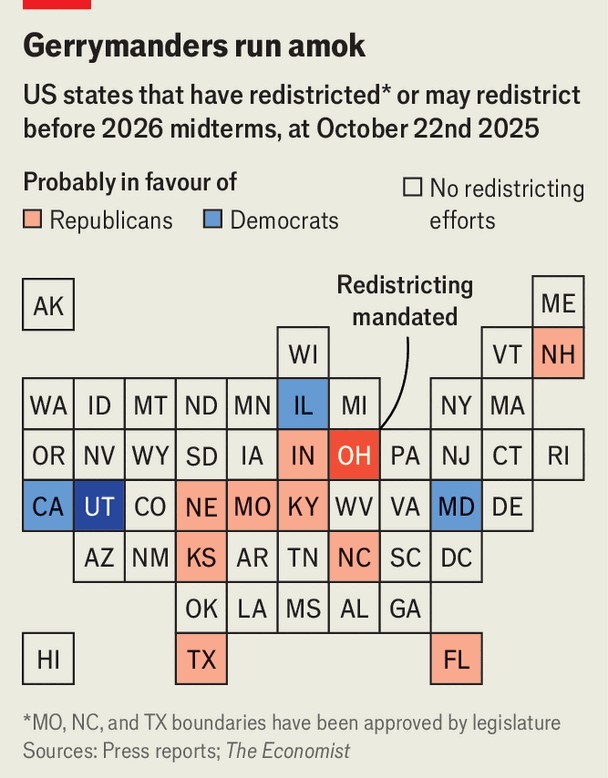 Gerrymanders run amok
US states that have redistricted* or may redistrict
before 2026 midterms, at October 22nd 2025
Probably in favour of
Republicans
Democrats
No redistricting
efforts
Redistricting
mandated
AK
ME
WI
VT
NH
WA
ID
MT
ND
MN
IL
MI
NY
MA
OR
NV
WY
SD
IA
IN
OH
PA
NJ
CT
RI
CA
UT
CO
NE
MO
KY
WV
VA
MD
DE
AZ
NM
KS
AR
TN
NC
SC
DC
OK
LA
MS
AL
GA
HI
TX
FL
*MO, NC, and TX boundaries have been approved by legislature
Sources: Press reports; The Economist